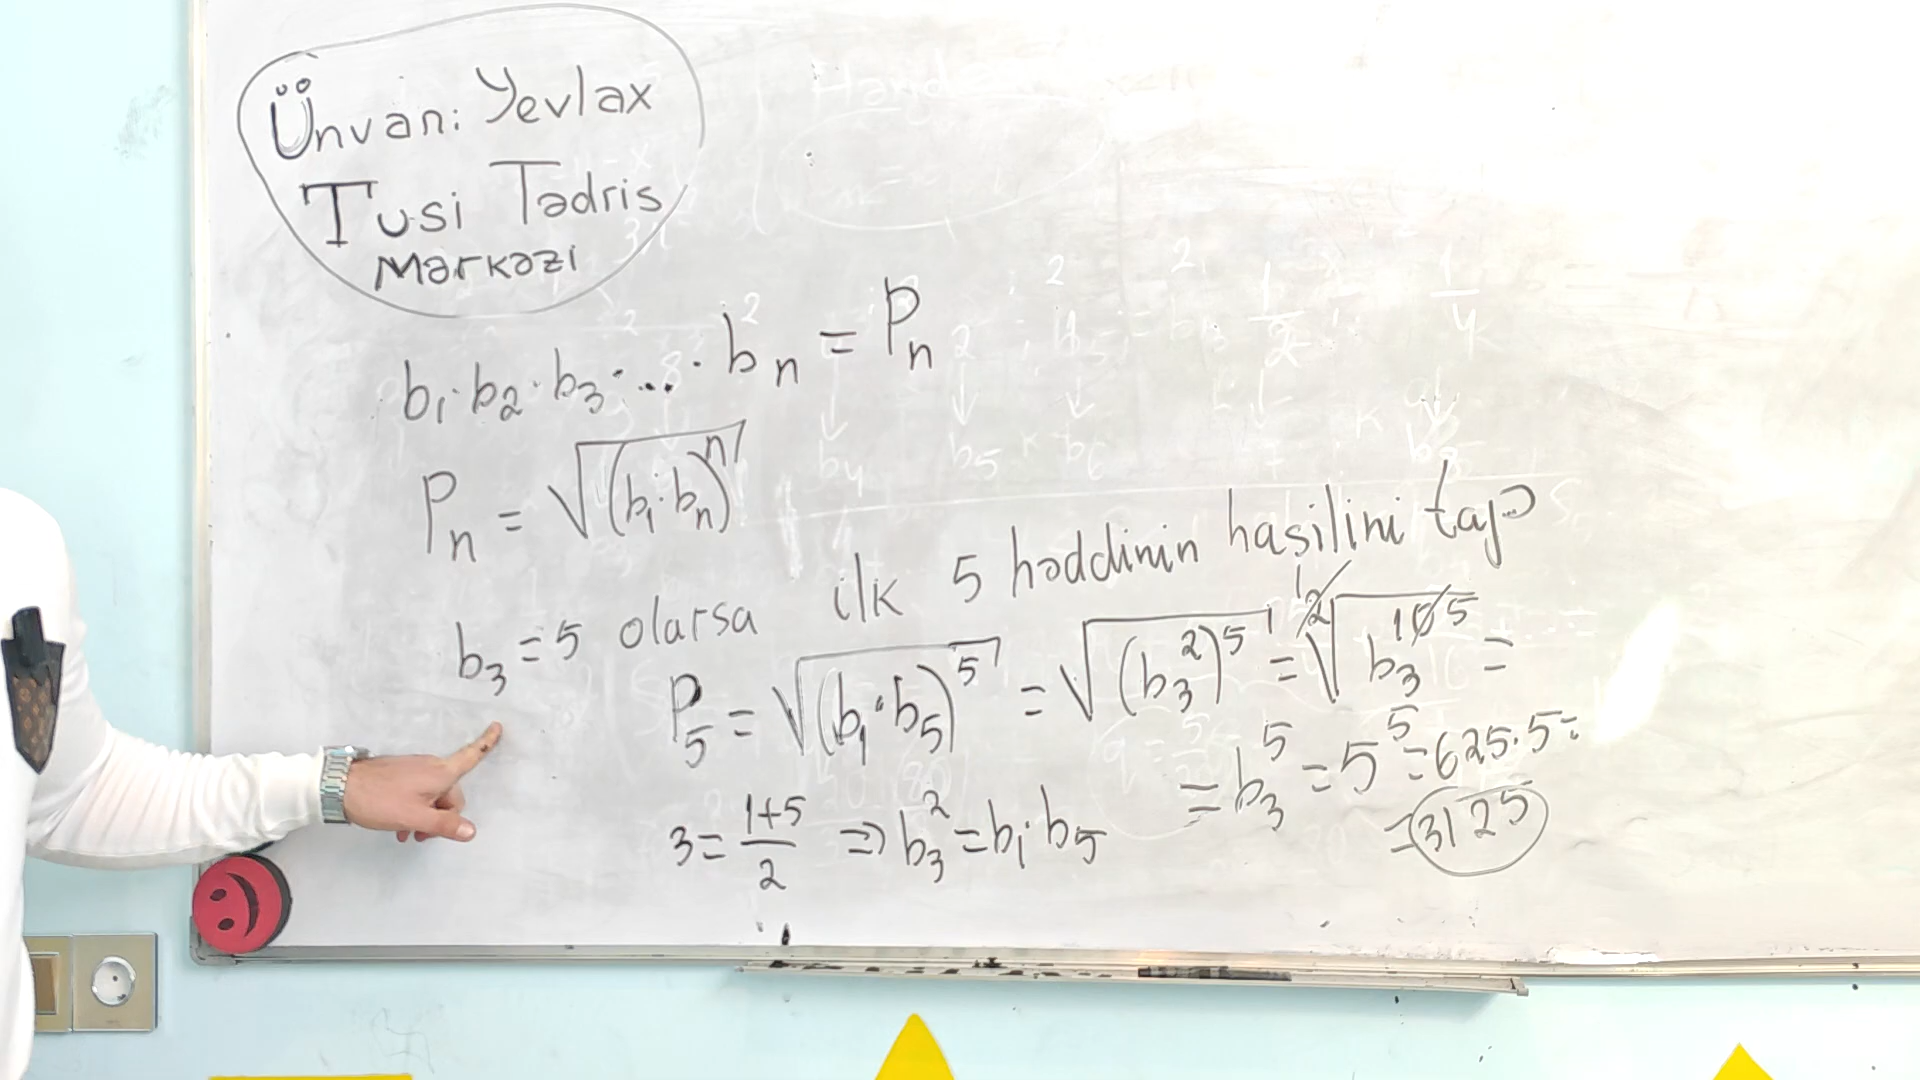 Ünvan: Yevlax
Tusi Tədris
Mərkəzi
b₁·b₂·b₃·...·bₙ = Pₙ
Pₙ = √(b₁·bₙ)ⁿ
b₃ = 5 olarsa ilk 5 həddinin hasilini tap
P₅ = √(b₁·b₅)⁵ = √(b₃²)⁵ = √b₃¹⁰ =
= b₃⁵ = 5⁵ = 625·5 =
3 = (1+5)/2 ⇒ b₃² = b₁·b₅
= 3125